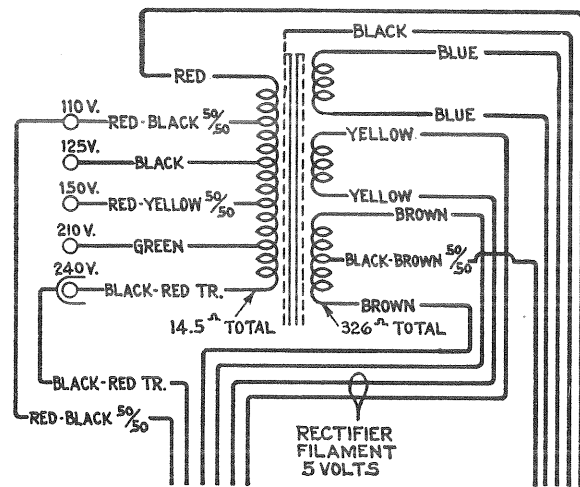 BLACK
BLUE
RED
110 V.
RED-BLACK 50/50
BLUE
125V.
BLACK
YELLOW
150V.
RED-YELLOW 50/50
YELLOW
210 V.
GREEN
BROWN
240 V.
BLACK-BROWN 50/50
BLACK-RED TR.
BROWN
14.5 Ω TOTAL
326 Ω TOTAL
BLACK-RED TR.
RED-BLACK 50/50
RECTIFIER
FILAMENT
5 VOLTS